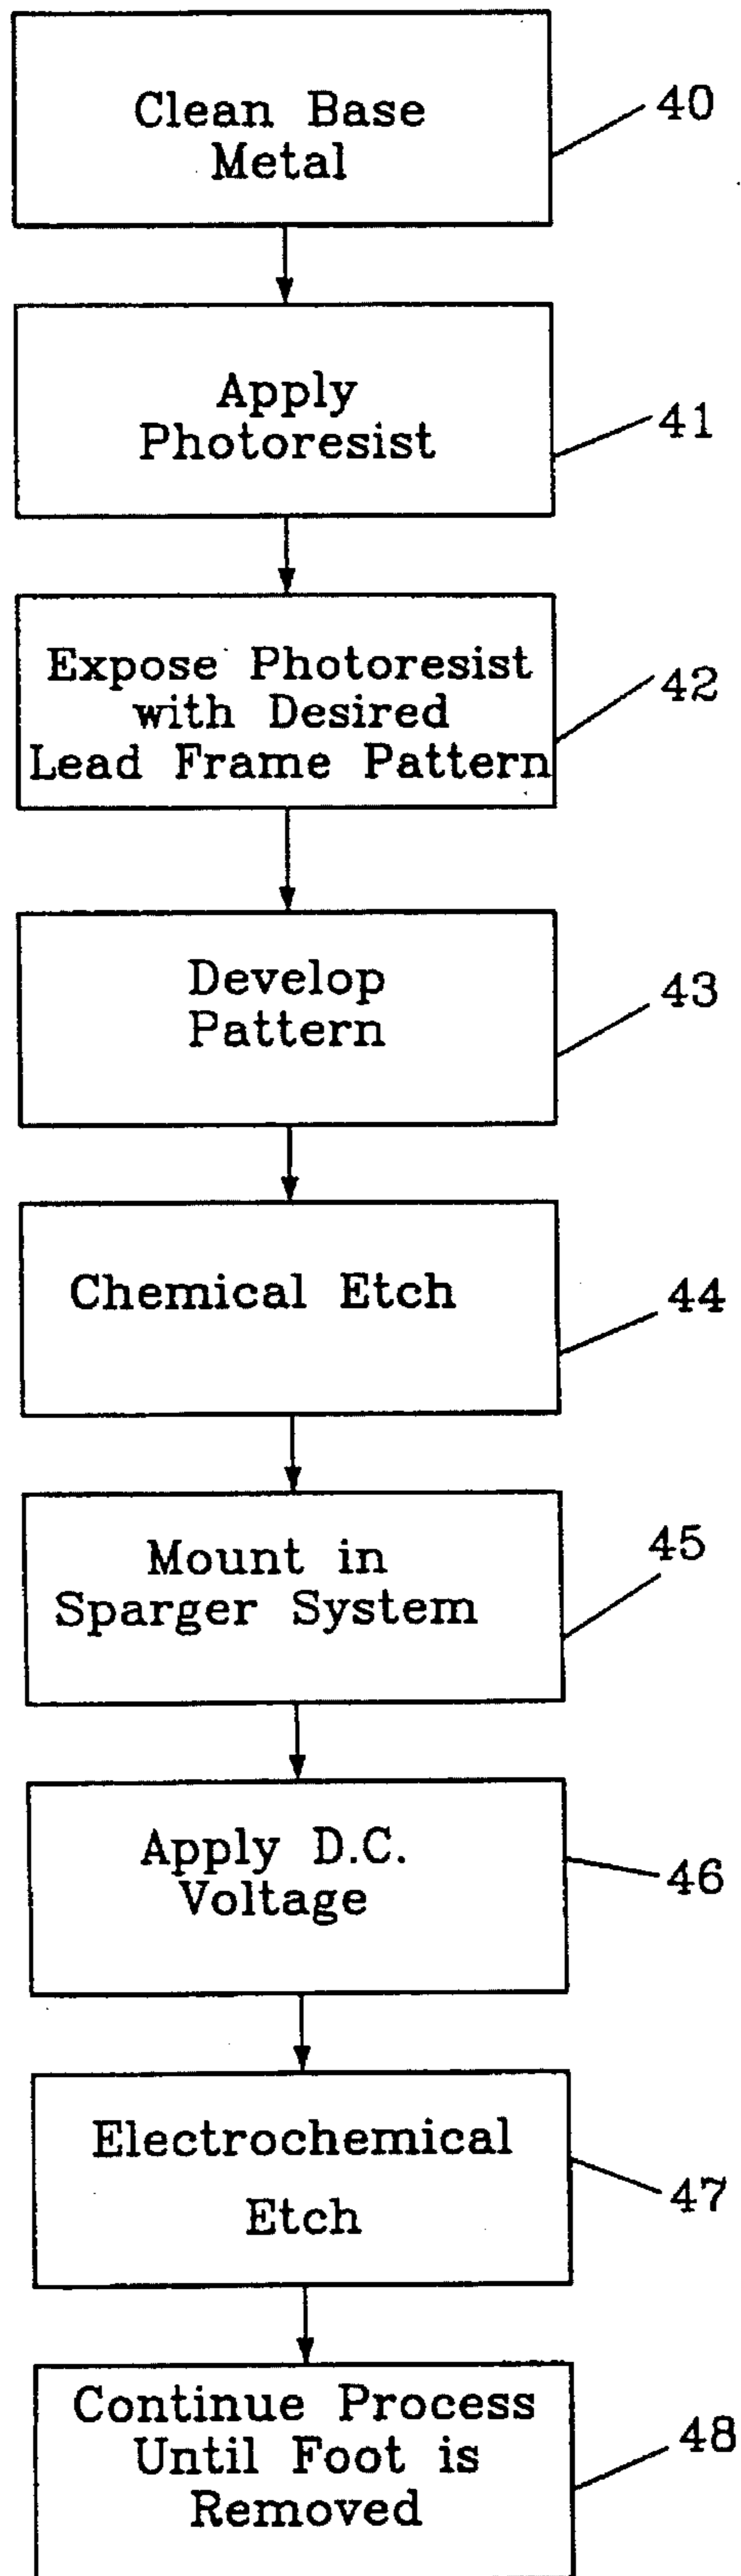 Clean Base
Metal
40
Apply
Photoresist
41
Expose Photoresist
with Desired
Lead Frame Pattern
42
Develop
Pattern
43
Chemical Etch
44
Mount in
Sparger System
45
Apply D.C.
Voltage
46
Electrochemical
Etch
47
Continue Process
Until Foot is
Removed
48